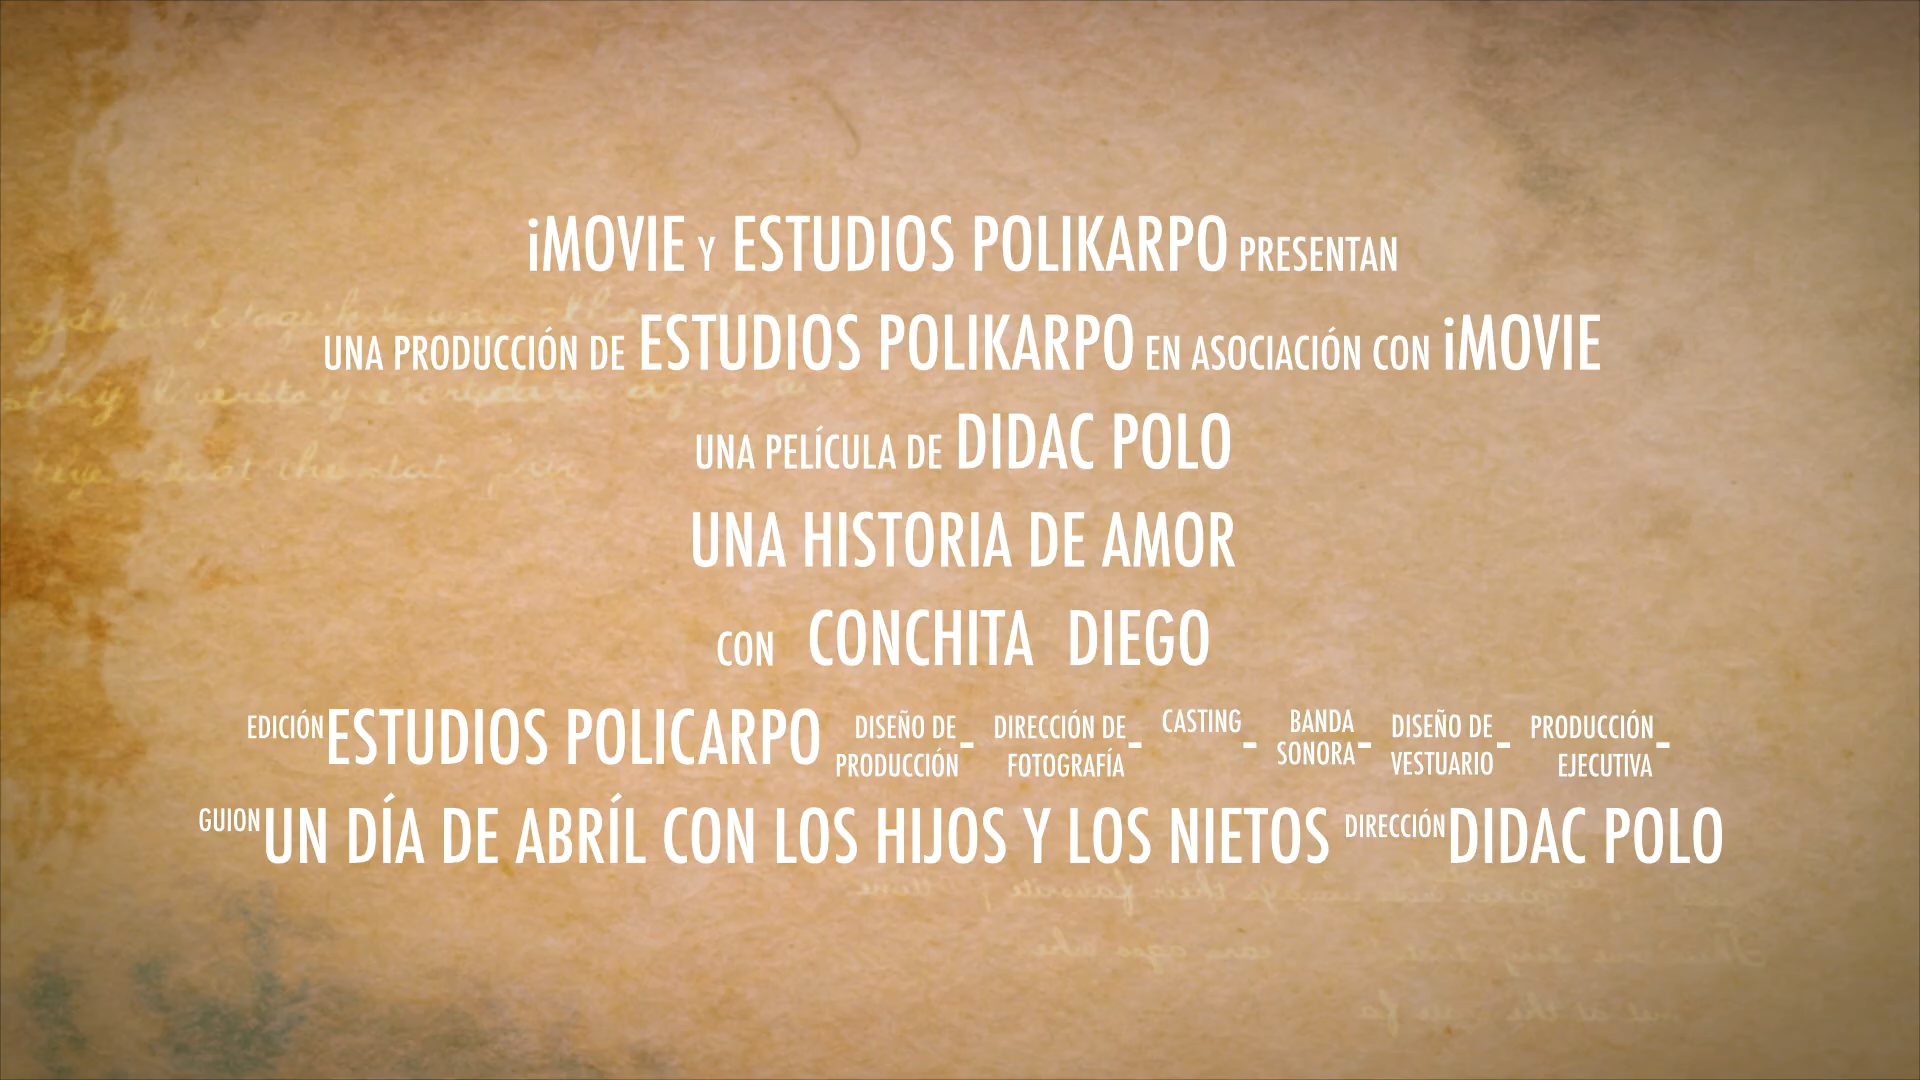 iMOVIE Y ESTUDIOS POLIKARPO PRESENTAN
UNA PRODUCCIÓN DE ESTUDIOS POLIKARPO EN ASOCIACIÓN CON iMOVIE
UNA PELÍCULA DE DIDAC POLO
UNA HISTORIA DE AMOR
CON CONCHITA DIEGO
EDICIÓN ESTUDIOS POLICARPO DISEÑO DE PRODUCCIÓN - DIRECCIÓN DE FOTOGRAFÍA - CASTING - BANDA SONORA - DISEÑO DE VESTUARIO - PRODUCCIÓN EJECUTIVA -
GUION UN DÍA DE ABRÍL CON LOS HIJOS Y LOS NIETOS DIRECCIÓN DIDAC POLO